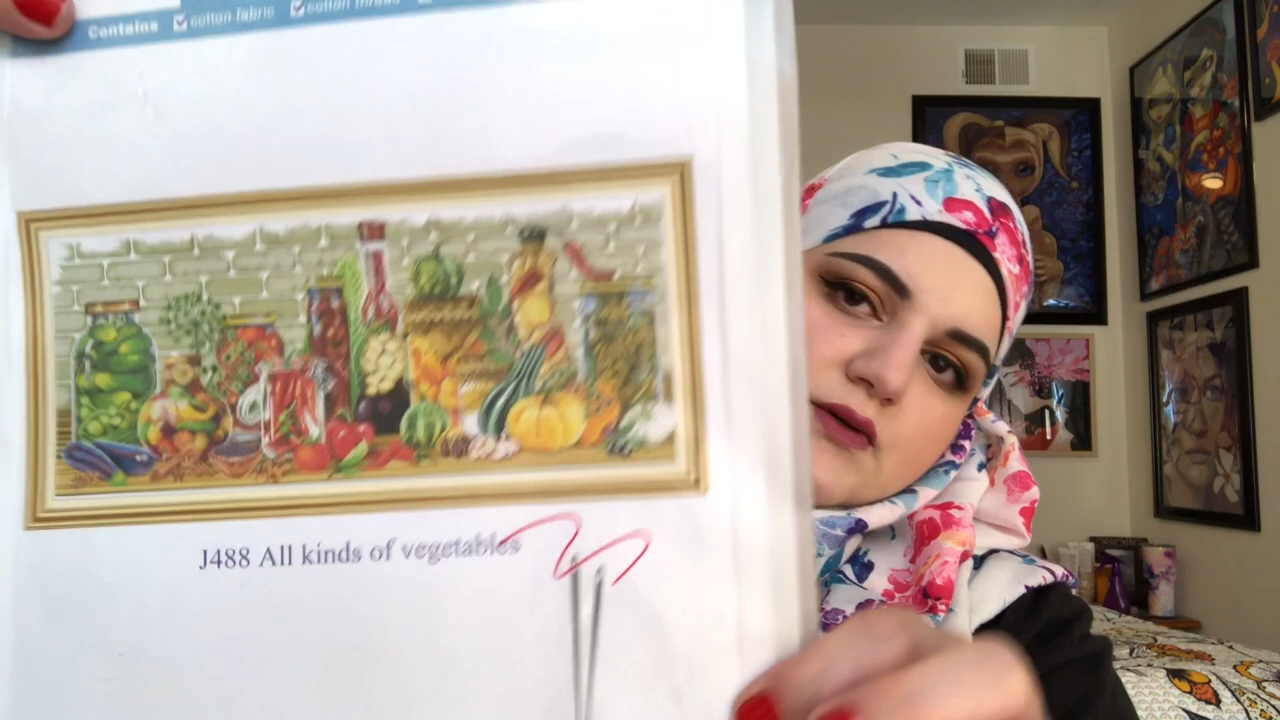 Contains cotton fabric cotton thread
J488 All kinds of vegetables